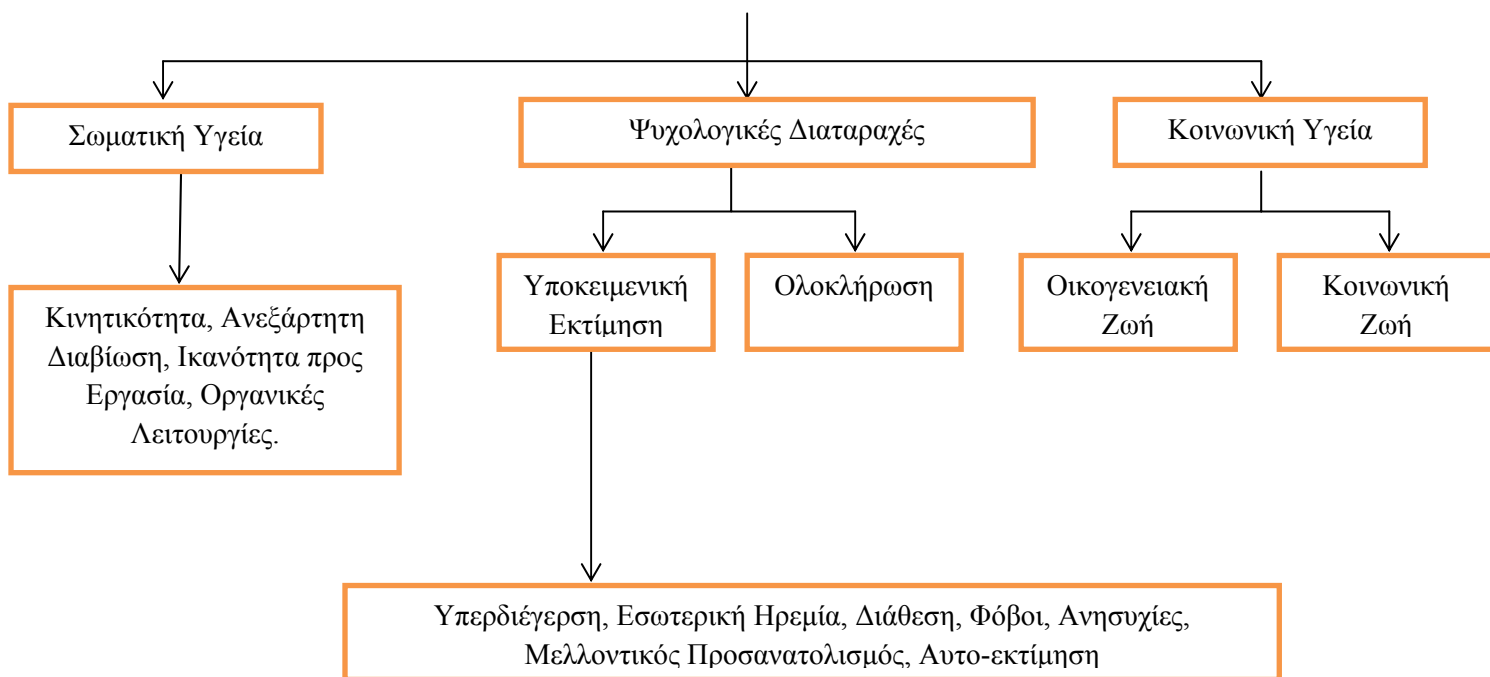 Σωματική Υγεία
Ψυχολογικές Διαταραχές
Κοινωνική Υγεία
Υποκειμενική
Εκτίμηση
Ολοκλήρωση
Οικογενειακή
Ζωή
Κοινωνική
Ζωή
Κινητικότητα, Ανεξάρτητη
Διαβίωση, Ικανότητα προς
Εργασία, Οργανικές
Λειτουργίες.
Υπερδιέγερση, Εσωτερική Ηρεμία, Διάθεση, Φόβοι, Ανησυχίες,
Μελλοντικός Προσανατολισμός, Αυτο-εκτίμηση